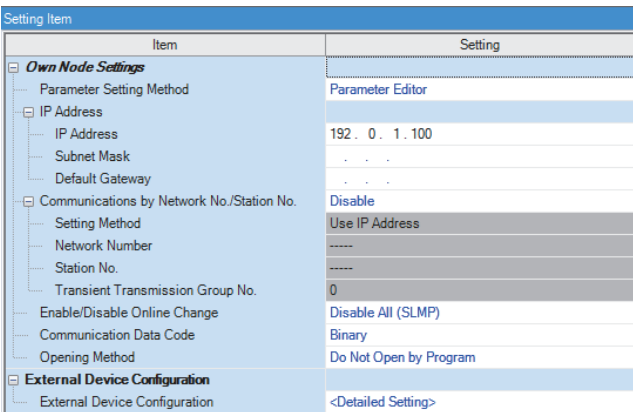 Setting Item
Item Setting
Own Node Settings
Parameter Setting Method Parameter Editor
IP Address
IP Address 192 . 0 . 1 . 100
Subnet Mask . . .
Default Gateway . . .
Communications by Network No./Station No. Disable
Setting Method Use IP Address
Network Number -----
Station No. -----
Transient Transmission Group No. 0
Enable/Disable Online Change Disable All (SLMP)
Communication Data Code Binary
Opening Method Do Not Open by Program
External Device Configuration
External Device Configuration <Detailed Setting>